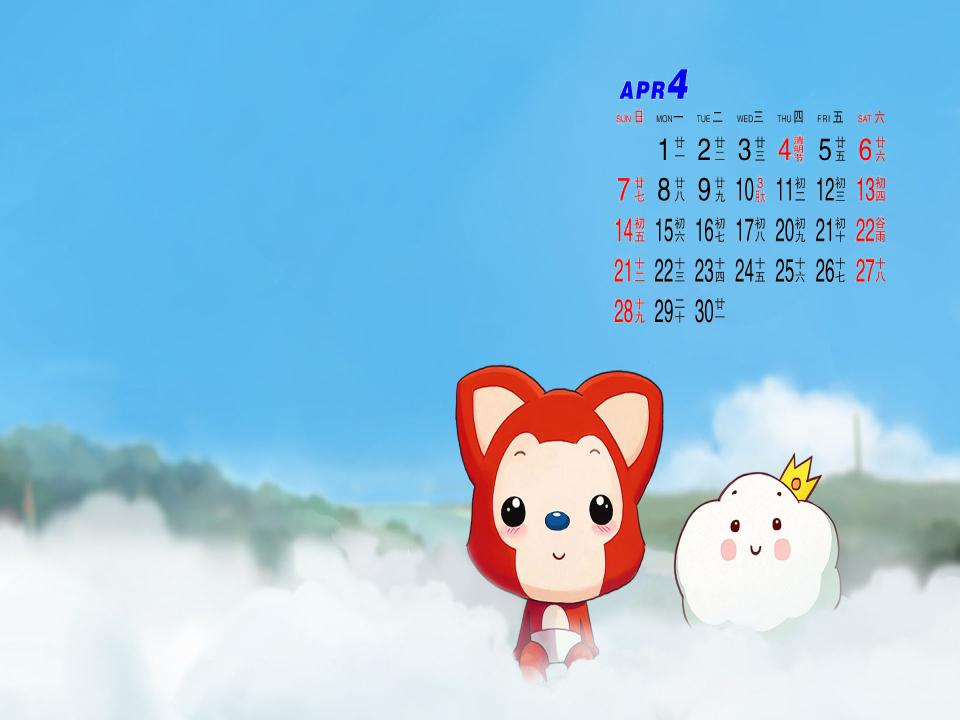 APR4
SUN 日 MON 一 TUE 二 WED 三 THU 四 FRI 五 SAT 六
1 廿一 2 廿二 3 廿三 4 清明节 5 廿五 6 廿六
7 廿七 8 廿八 9 廿九 10 3月大 11 初二 12 初三 13 初四
14 初五 15 初六 16 初七 17 初八 20 初九 21 初十 22 谷雨
21 十二 22 十三 23 十四 24 十五 25 十六 26 十七 27 十八
28 十九 29 二十 30 廿一